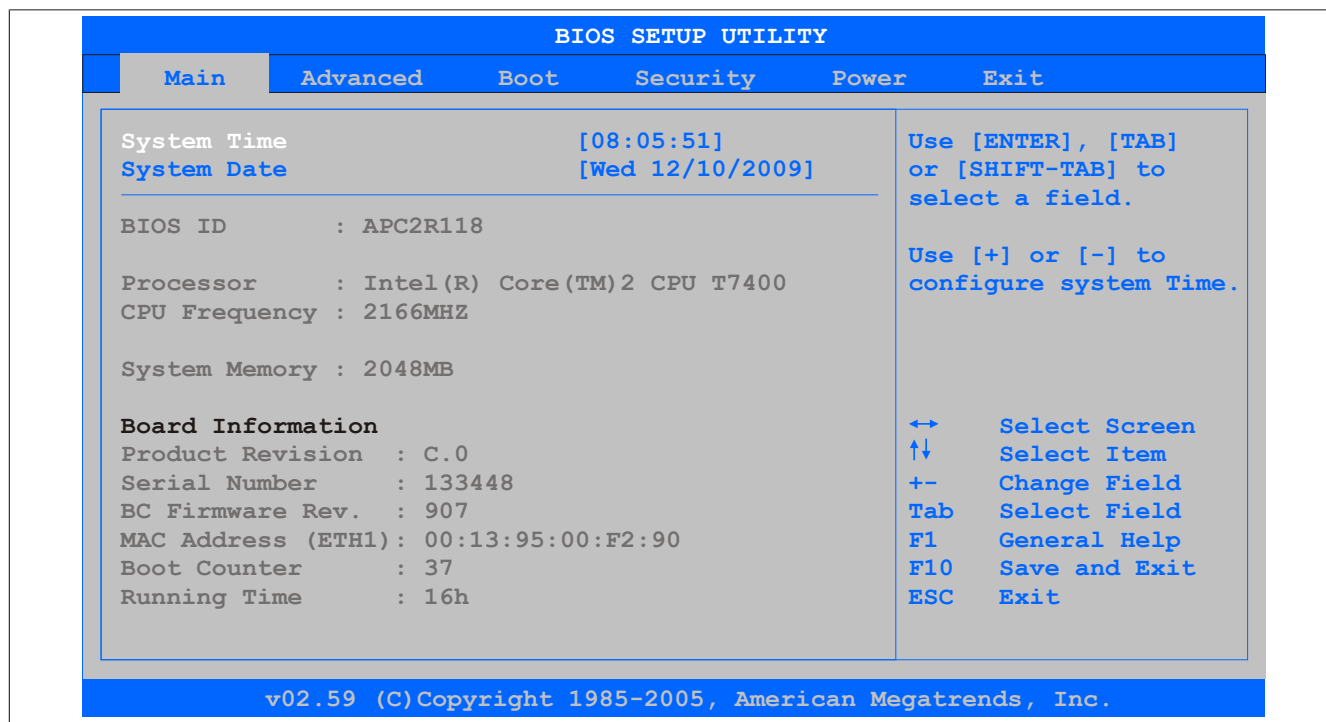 BIOS SETUP UTILITY
Main Advanced Boot Security Power Exit
System Time [08:05:51]
System Date [Wed 12/10/2009]
BIOS ID : APC2R118
Processor : Intel(R) Core(TM)2 CPU T7400
CPU Frequency : 2166MHZ
System Memory : 2048MB
Board Information
Product Revision : C.0
Serial Number : 133448
BC Firmware Rev. : 907
MAC Address (ETH1): 00:13:95:00:F2:90
Boot Counter : 37
Running Time : 16h
Use [ENTER], [TAB]
or [SHIFT-TAB] to
select a field.
Use [+] or [-] to
configure system Time.
↔ Select Screen
↑↓ Select Item
+- Change Field
Tab Select Field
F1 General Help
F10 Save and Exit
ESC Exit
v02.59 (C)Copyright 1985-2005, American Megatrends, Inc.